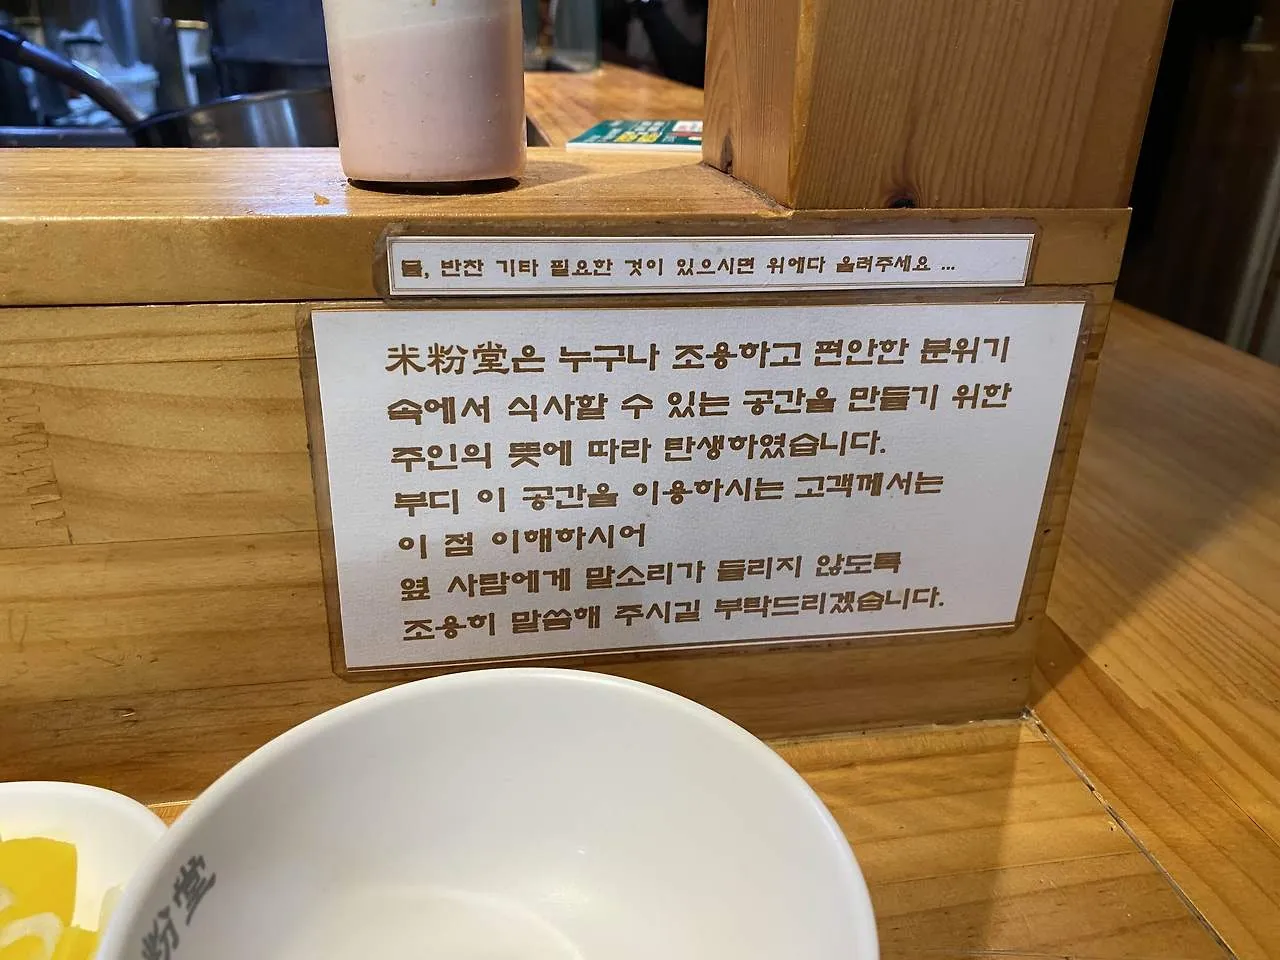 물, 반찬 기타 필요한 것이 있으시면 위에다 올려주세요 ...
米粉堂은 누구나 조용하고 편안한 분위기
속에서 식사할 수 있는 공간을 만들기 위한
주인의 뜻에 따라 탄생하였습니다.
부디 이 공간을 이용하시는 고객께서는
이 점 이해하시어
옆 사람에게 말소리가 들리지 않도록
조용히 말씀해 주시길 부탁드리겠습니다.
粉堂